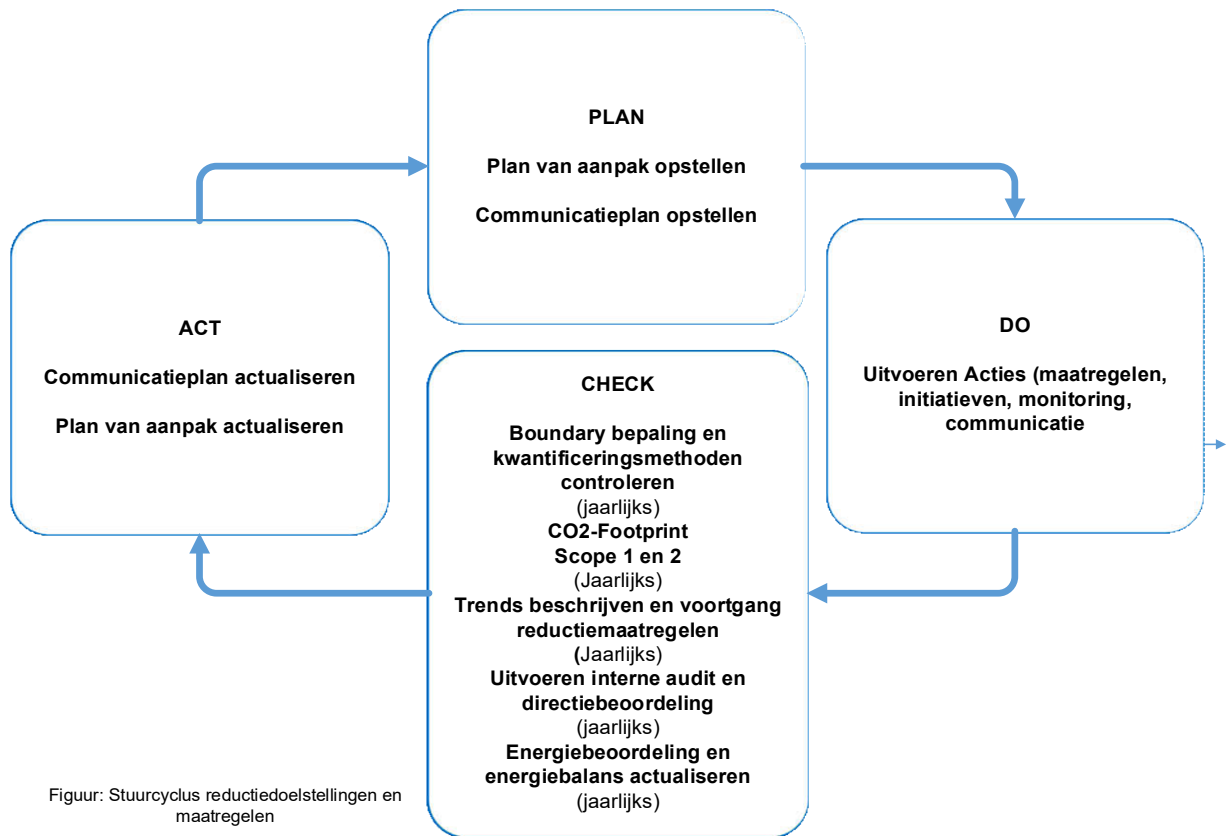 PLAN
Plan van aanpak opstellen
Communicatieplan opstellen
DO
Uitvoeren Acties (maatregelen,
initiatieven, monitoring,
communicatie
CHECK
Boundary bepaling en
kwantificeringsmethoden
controleren
(jaarlijks)
CO2-Footprint
Scope 1 en 2
(Jaarlijks)
Trends beschrijven en voortgang
reductiemaatregelen
(Jaarlijks)
Uitvoeren interne audit en
directiebeoordeling
(jaarlijks)
Energiebeoordeling en
energiebalans actualiseren
(jaarlijks)
ACT
Communicatieplan actualiseren
Plan van aanpak actualiseren
Figuur: Stuurcyclus reductiedoelstellingen en
maatregelen